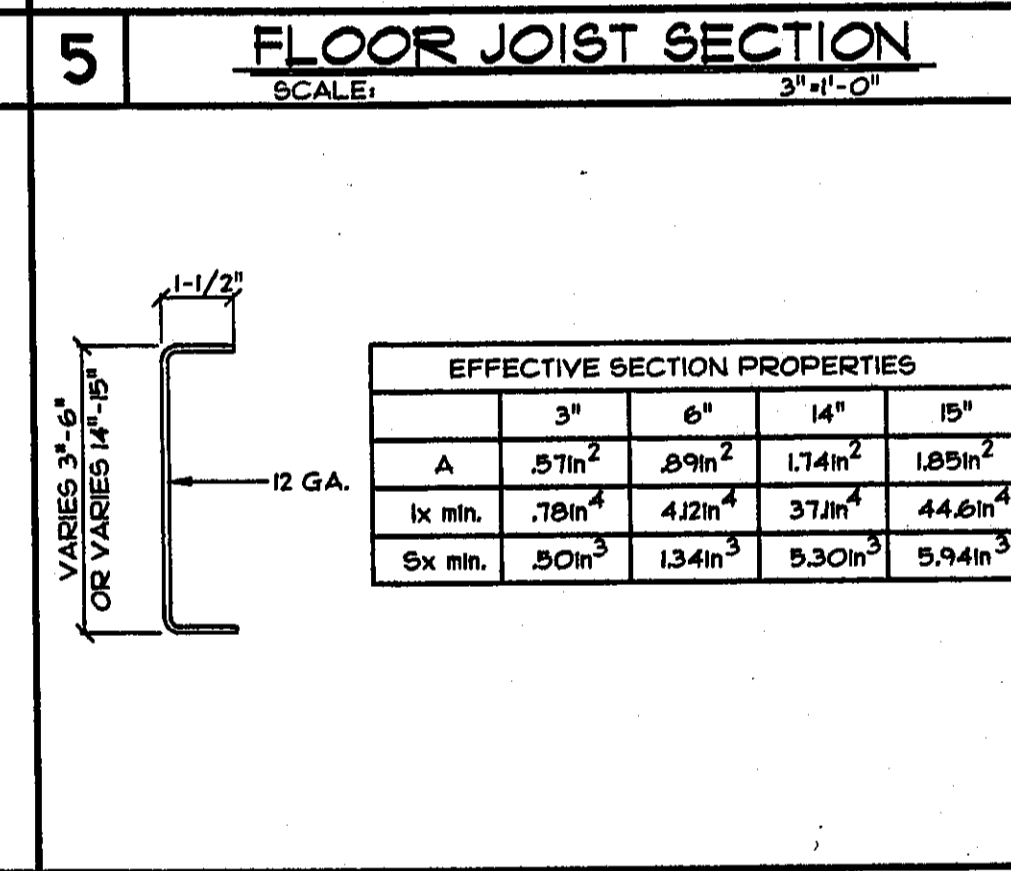 5
FLOOR JOIST SECTION
SCALE: 3"=1'-0"
1-1/2"
VARIES 3"-6"
OR VARIES 14"-15"
12 GA.
EFFECTIVE SECTION PROPERTIES
3" 6" 14" 15"
A .57in² .89in² 1.74in² 1.85in²
Ix min. .78in⁴ 4.12in⁴ 37.1in⁴ 44.6in⁴
Sx min. .50in³ 1.34in³ 5.30in³ 5.94in³